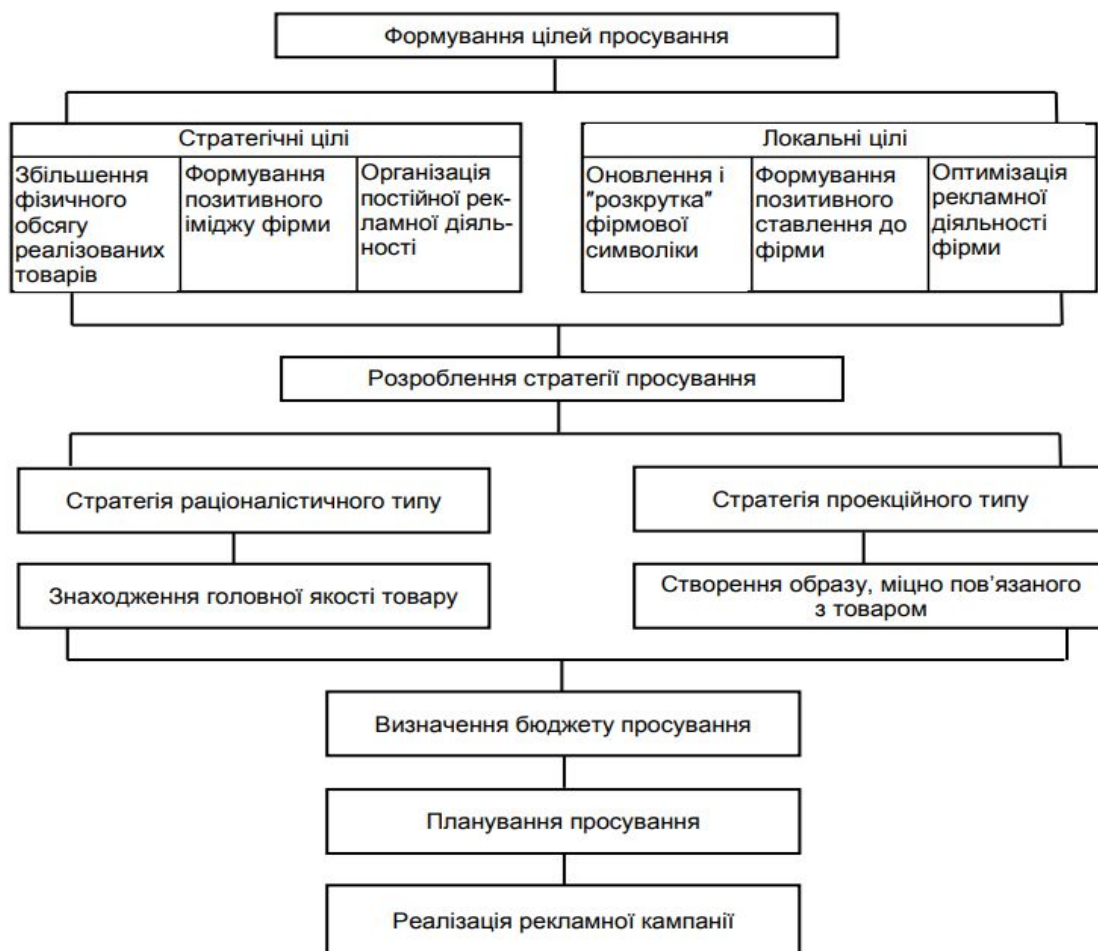 Формування цілей просування
Стратегічні цілі
Збільшення
фізичного
обсягу
реалізованих
товарів
Формування
позитивного
іміджу фірми
Організація
постійної рек-
ламної діяль-
ності
Локальні цілі
Оновлення і
"розкрутка"
фірмової
символіки
Формування
позитивного
ставлення до
фірми
Оптимізація
рекламної
діяльності
фірми
Розроблення стратегії просування
Стратегія раціоналістичного типу
Стратегія проекційного типу
Знаходження головної якості товару
Створення образу, міцно пов’язаного
з товаром
Визначення бюджету просування
Планування просування
Реалізація рекламної кампанії